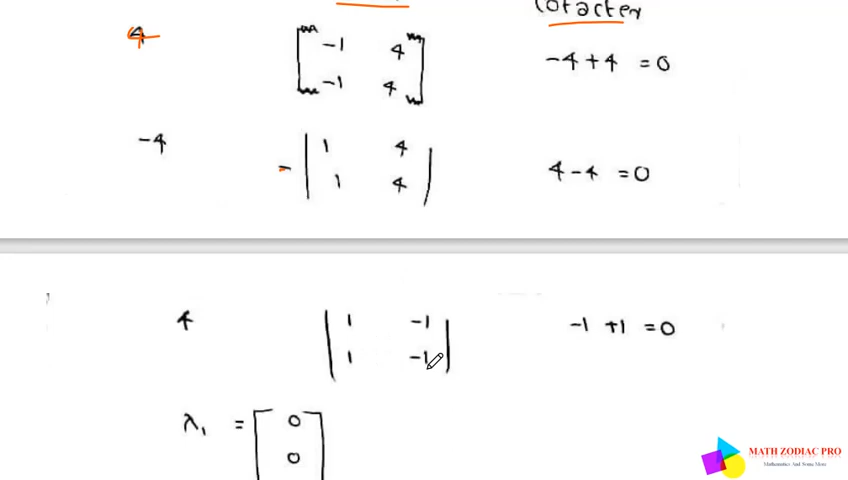 cofacter
4
-1 4
-1 4
-4+4 = 0
-4
- | 1 4 |
| 1 4 |
4-4 = 0
4
| 1 -1 |
| 1 -1 |
-1 +1 = 0
λ₁ = [ 0
0
MATH ZODIAC PRO
Mathematics And Some More